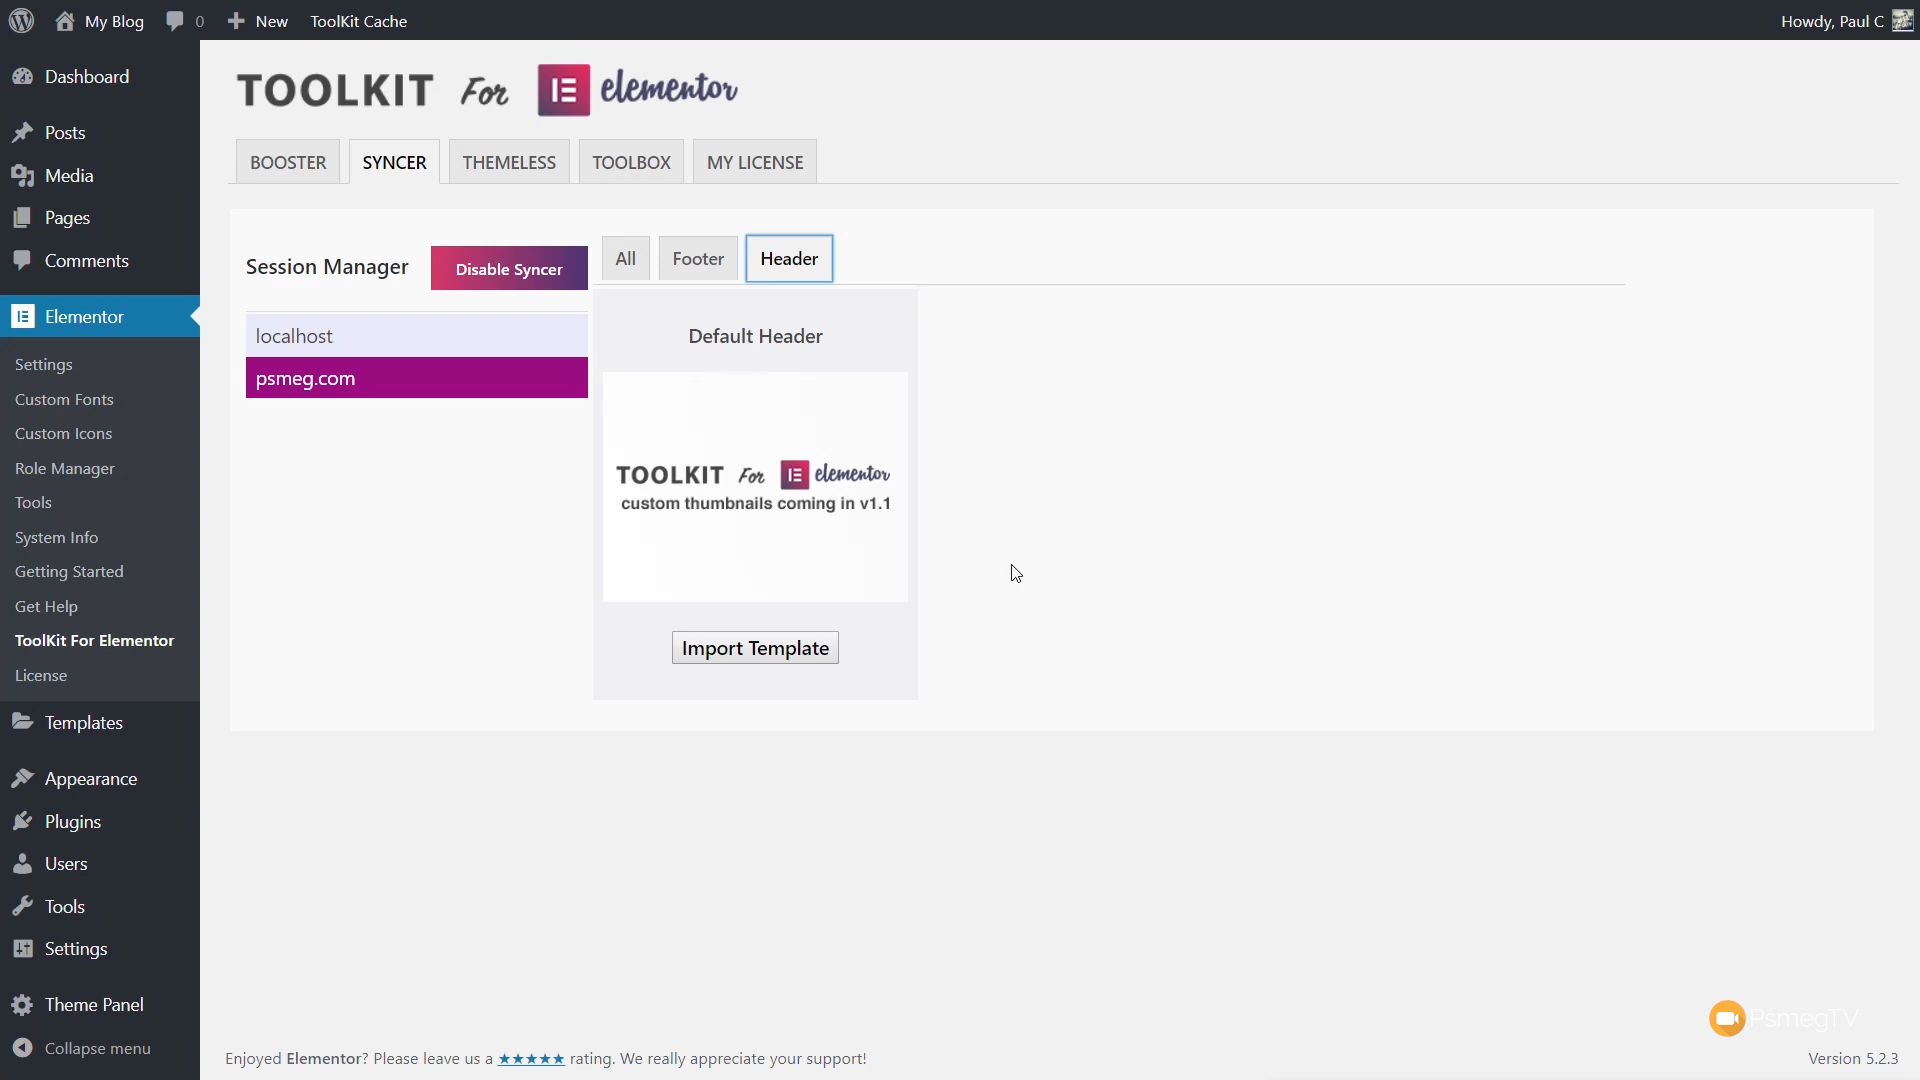 My Blog
0
New
ToolKit Cache
Howdy, Paul C
Dashboard
Posts
Media
Pages
Comments
Elementor
Settings
Custom Fonts
Custom Icons
Role Manager
Tools
System Info
Getting Started
Get Help
ToolKit For Elementor
License
Templates
Appearance
Plugins
Users
Tools
Settings
Theme Panel
Collapse menu
TOOLKIT For elementor
BOOSTER
SYNCER
THEMELESS
TOOLBOX
MY LICENSE
Session Manager
Disable Syncer
localhost
psmeg.com
All
Footer
Header
Default Header
TOOLKIT For elementor
custom thumbnails coming in v1.1
Import Template
PsmegTV
Enjoyed Elementor? Please leave us a ★★★★★ rating. We really appreciate your support!
Version 5.2.3